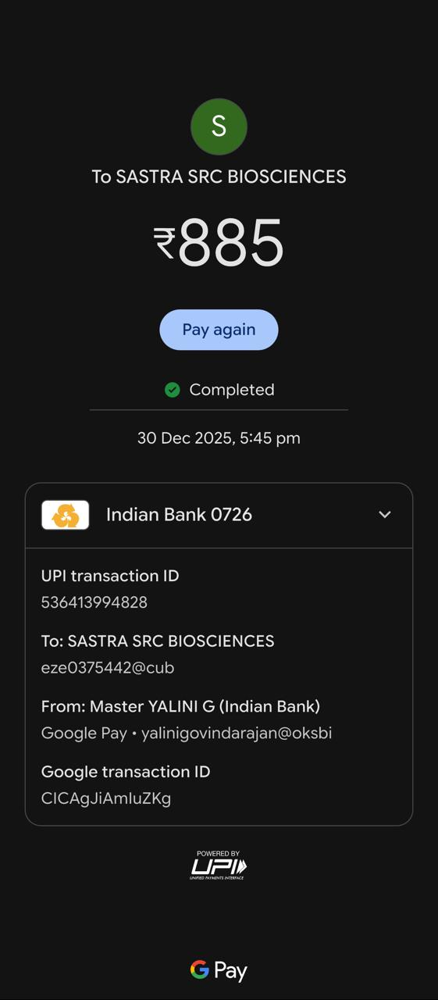 S
To SASTRA SRC BIOSCIENCES
₹885
Pay again
Completed
30 Dec 2025, 5:45 pm
Indian Bank 0726
UPI transaction ID
536413994828
To: SASTRA SRC BIOSCIENCES
eze0375442@cub
From: Master YALINI G (Indian Bank)
Google Pay • yalinigovindarajan@oksbi
Google transaction ID
CICAgJiAmIuZKg
POWERED BY
UPI
UNIFIED PAYMENTS INTERFACE
G Pay